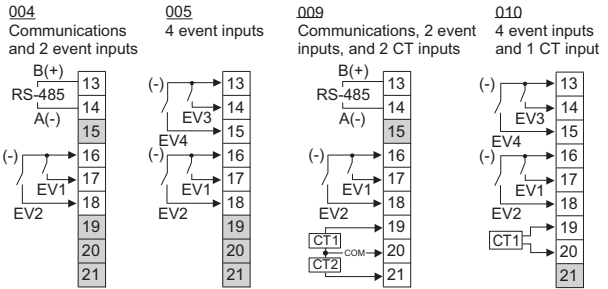 004
Communications
and 2 event inputs
B(+)
RS-485
A(-)
(-)
EV1
EV2
13
14
15
16
17
18
19
20
21
005
4 event inputs
(-)
EV3
EV4
(-)
EV1
EV2
13
14
15
16
17
18
19
20
21
009
Communications, 2 event
inputs, and 2 CT inputs
B(+)
RS-485
A(-)
(-)
EV1
EV2
CT1
COM
CT2
13
14
15
16
17
18
19
20
21
010
4 event inputs
and 1 CT input
(-)
EV3
EV4
(-)
EV1
EV2
CT1
13
14
15
16
17
18
19
20
21